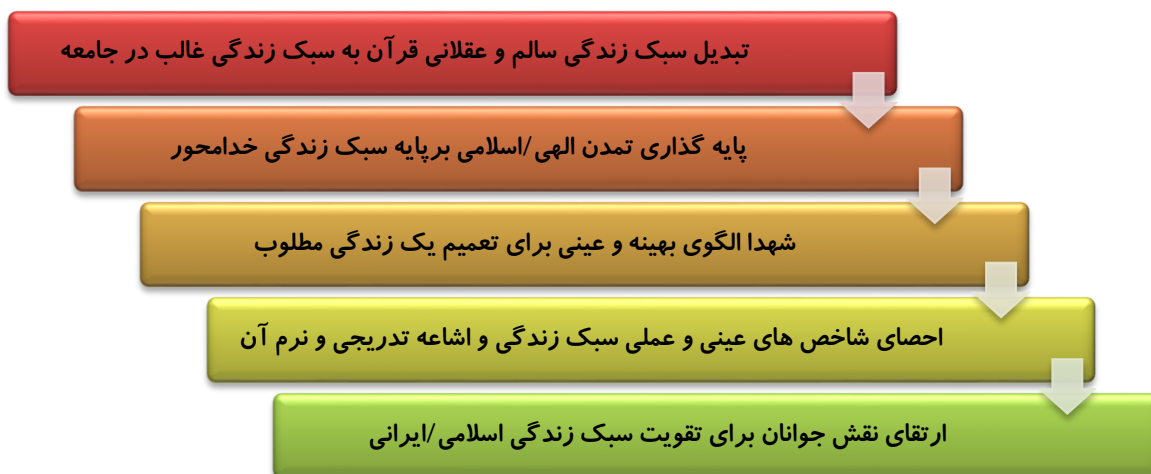 تبدیل سبک زندگی سالم و عقلانی قرآن به سبک زندگی غالب در جامعه
پایه گذاری تمدن الهی/اسلامی برپایه سبک زندگی خدامحور
شهدا الگوی بهینه و عینی برای تعمیم یک زندگی مطلوب
احصای شاخص های عینی و عملی سبک زندگی و اشاعه تدریجی و نرم آن
ارتقای نقش جوانان برای تقویت سبک زندگی اسلامی/ایرانی